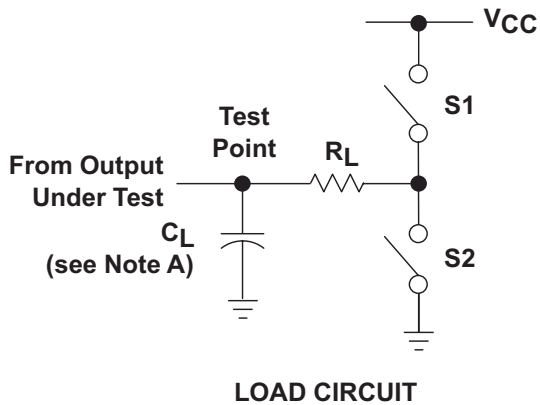 VCC
S1
Test
Point
RL
From Output
Under Test
CL
(see Note A)
S2
LOAD CIRCUIT